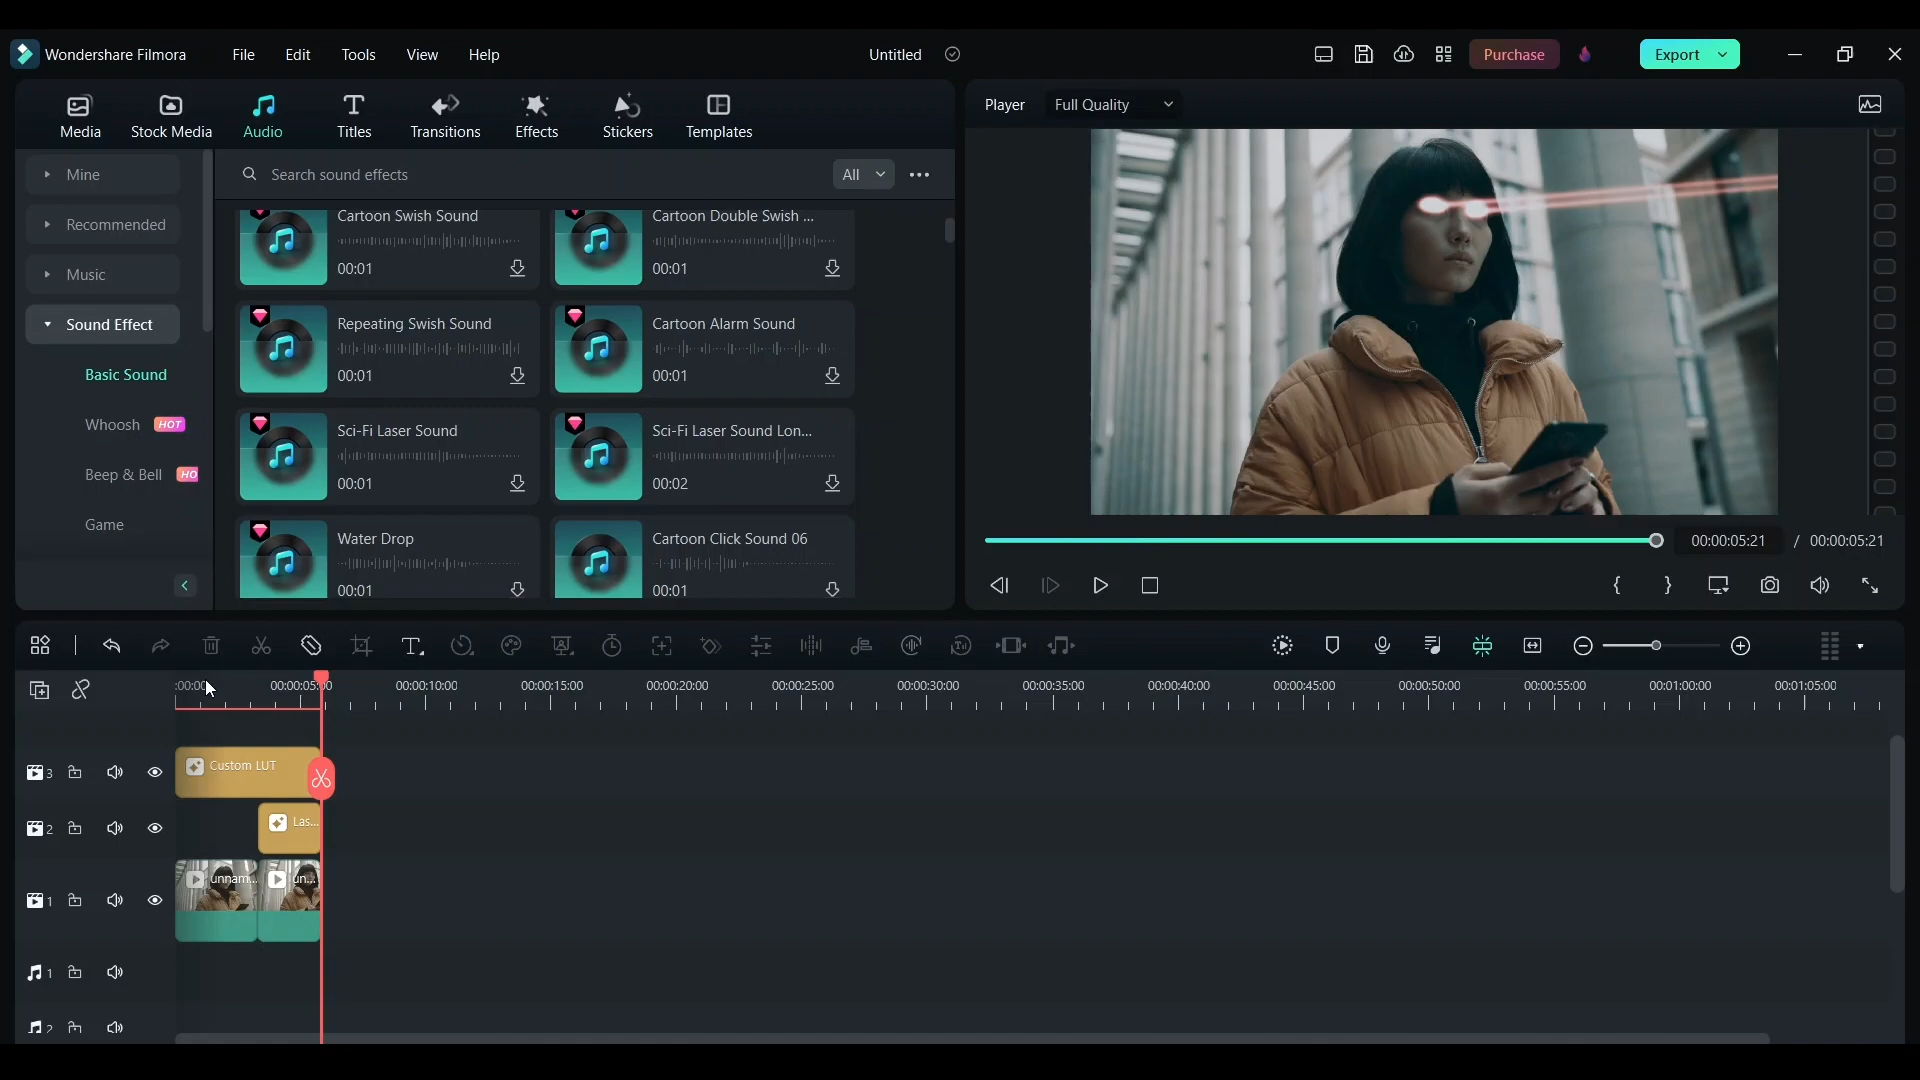 Wondershare Filmora
File
Edit
Tools
View
Help
Untitled
Purchase
Export
Media
Stock Media
Audio
Titles
Transitions
Effects
Stickers
Templates
Player
Full Quality
Mine
Recommended
Music
Sound Effect
Basic Sound
Whoosh HOT
Beep & Bell HO
Game
Search sound effects
All
Cartoon Swish Sound
00:01
Cartoon Double Swish ...
00:01
Repeating Swish Sound
00:01
Cartoon Alarm Sound
00:01
Sci-Fi Laser Sound
00:01
Sci-Fi Laser Sound Lon...
00:02
Water Drop
00:01
Cartoon Click Sound 06
00:01
00:00:05:21 / 00:00:05:21
:00:00
00:00:05:00
00:00:10:00
00:00:15:00
00:00:20:00
00:00:25:00
00:00:30:00
00:00:35:00
00:00:40:00
00:00:45:00
00:00:50:00
00:00:55:00
00:01:00:00
00:01:05:00
3
Custom LUT
2
Las...
1
unnam...
un...
1
2